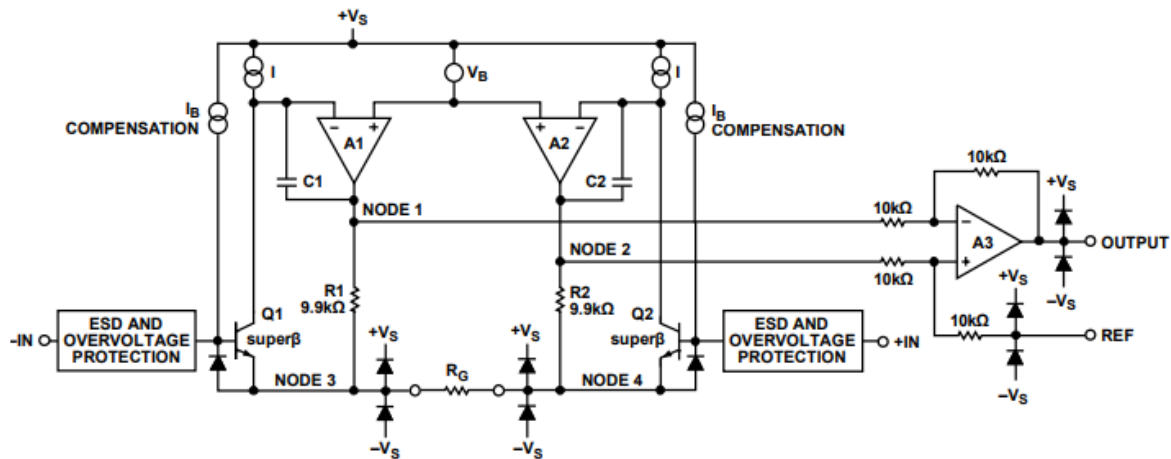 +VS
I
VB
I
IB
COMPENSATION
IB
COMPENSATION
− +
A1
+ −
A2
C1
C2
10kΩ
+VS
NODE 1
10kΩ
−
A3
+
OUTPUT
NODE 2
10kΩ
−VS
R1
9.9kΩ
R2
9.9kΩ
+VS
10kΩ
REF
−VS
Q1
superβ
Q2
superβ
–IN
ESD AND
OVERVOLTAGE
PROTECTION
ESD AND
OVERVOLTAGE
PROTECTION
+IN
+VS
+VS
NODE 3
RG
NODE 4
–VS
–VS